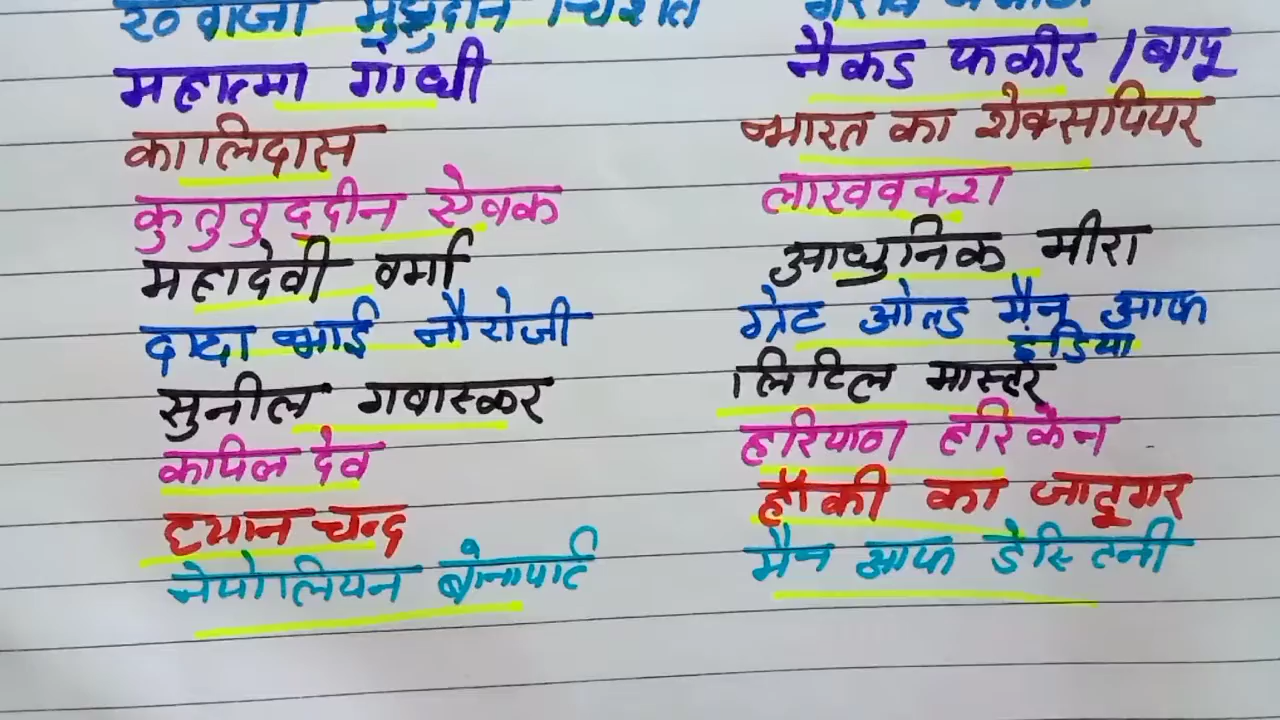 महात्मा गांधी नैकड फकीर / बापू
कालिदास भारत का शेक्सपियर
कुतुबुद्दीन ऐबक लाखबक्श
महादेवी वर्मा आधुनिक मीरा
दादा भाई नौरोजी ग्रेट ओल्ड मैन आफ
इंडिया
सुनील गवास्कर लिटिल मास्टर
कपिल देव हरियाणा हरिकेन
ध्यान चन्द हॉकी का जादूगर
नेपोलियन बोनापार्ट मैन आफ डेस्टिनी